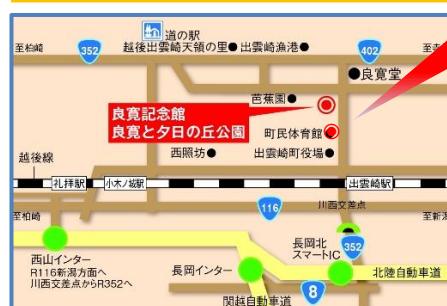 道の駅
至柏崎
352
越後出雲崎天領の里
出雲崎漁港
402
良寛堂
芭蕉園
良寛記念館
良寛と夕日の丘公園
町民体育館
西照坊
出雲崎町役場
越後線
礼拝駅
小木ノ城駅
出雲崎駅
至柏崎
116
川西交差点
西山インター
R116新潟方面へ
川西交差点からR352へ
長岡インター
長岡北
スマートIC
352
北陸自動車道
8
関越自動車道